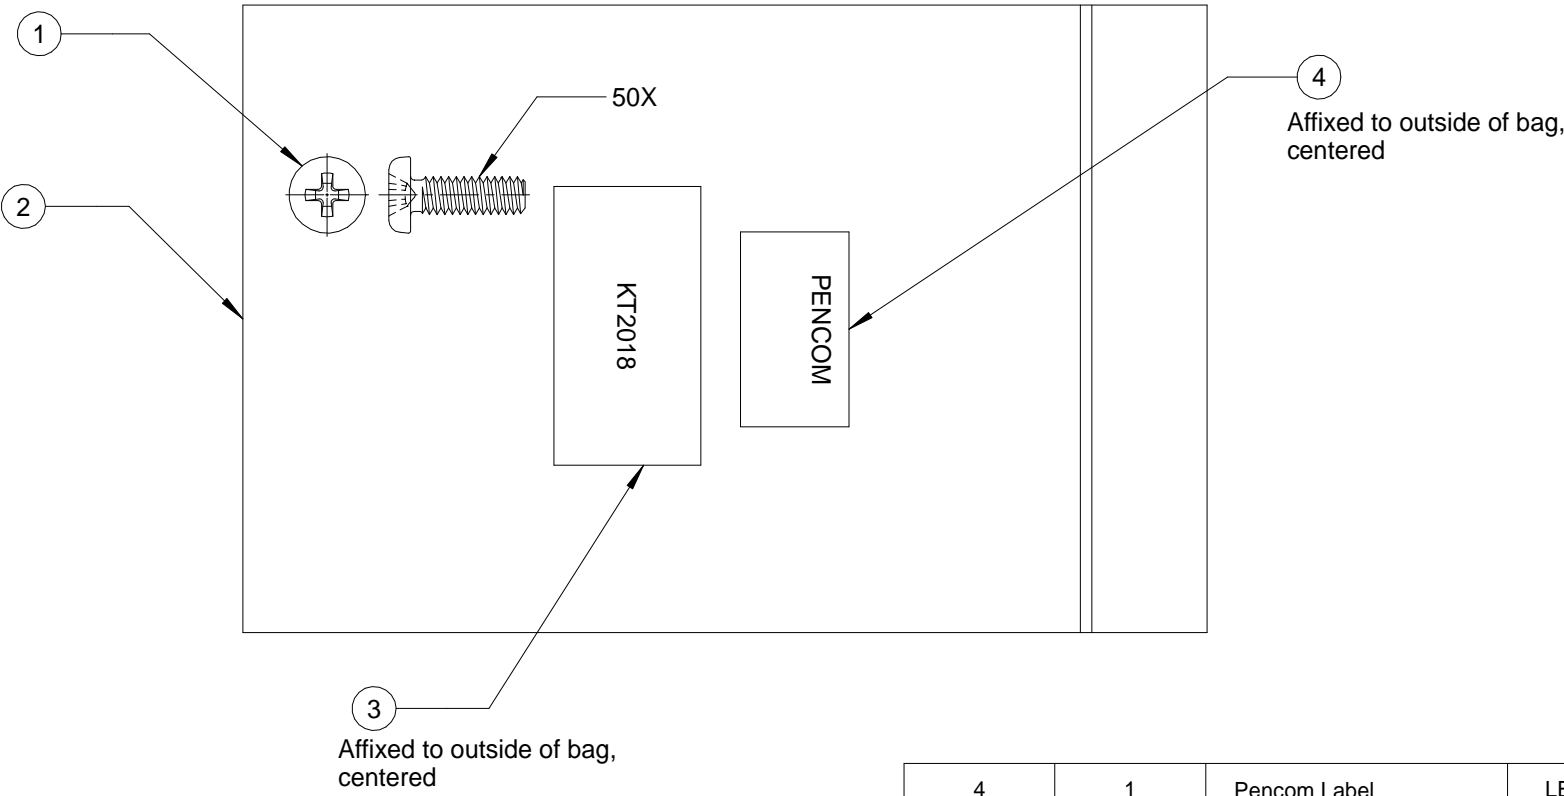 1
50X
4
Affixed to outside of bag,
centered
2
KT2018
PENCOM
3
Affixed to outside of bag,
centered
4 1 Pencom Label